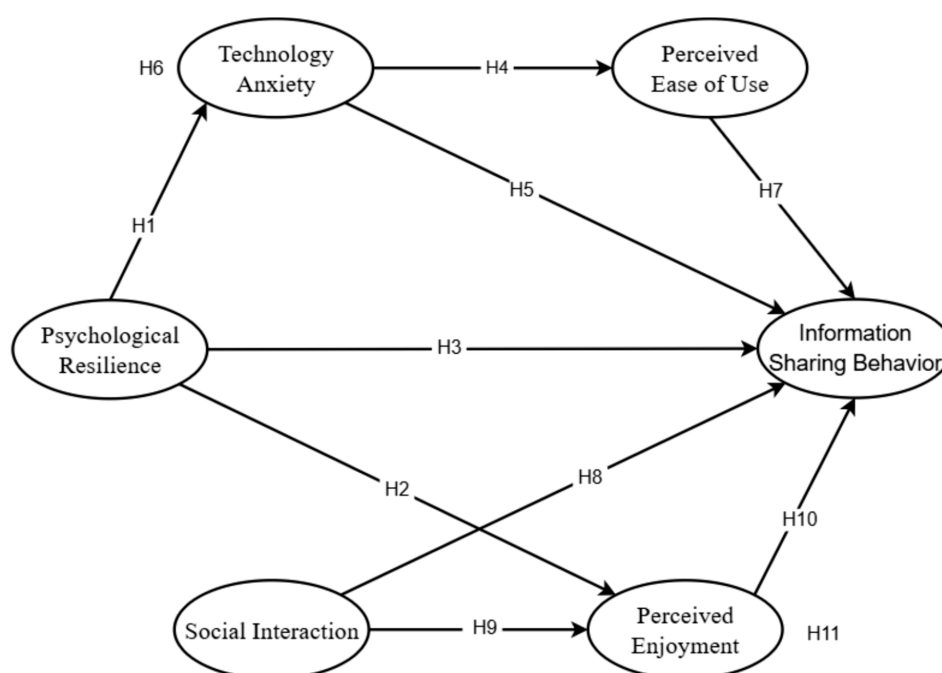 Technology
Anxiety
H6
H4
Perceived
Ease of Use
H5
H7
H1
Psychological
Resilience
H3
Information
Sharing Behavior
H2
H8
H10
Social Interaction
H9
Perceived
Enjoyment
H11